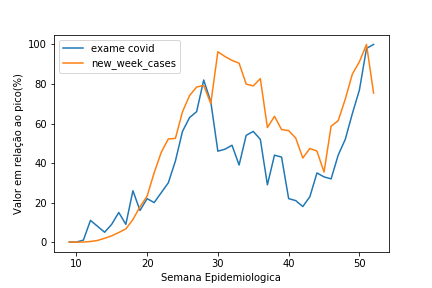 exame covid
new_week_cases
Valor em relação ao pico(%)
100
80
60
40
20
0
10
20
30
40
50
Semana Epidemiologica